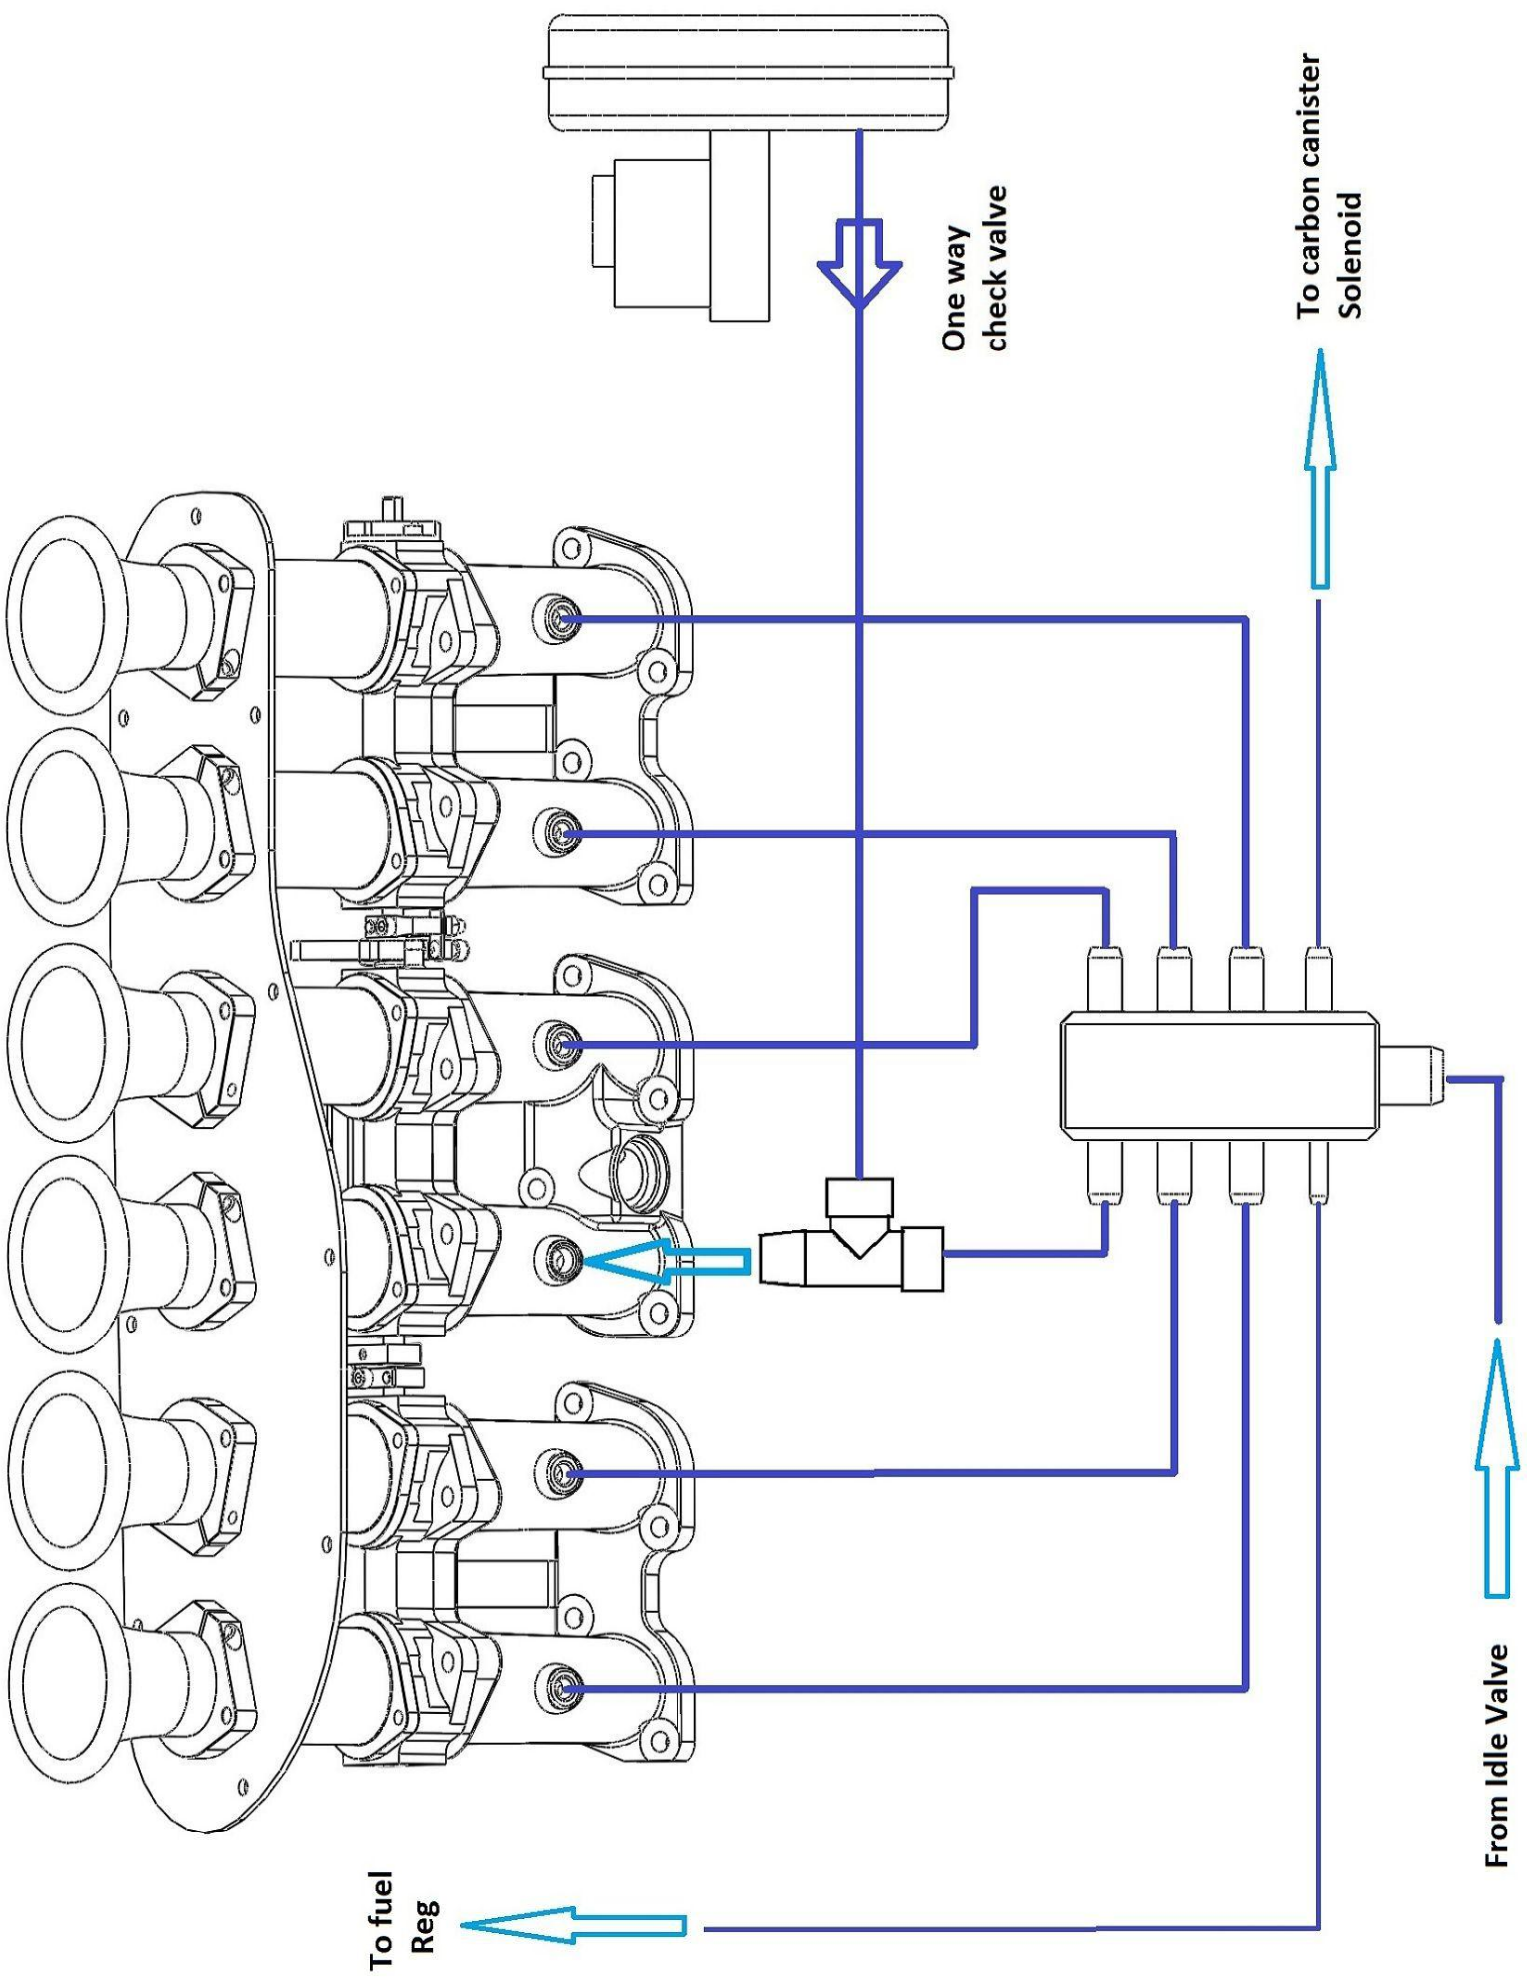 To fuel
Reg
One way
check valve
To carbon canister
Solenoid
From Idle Valve